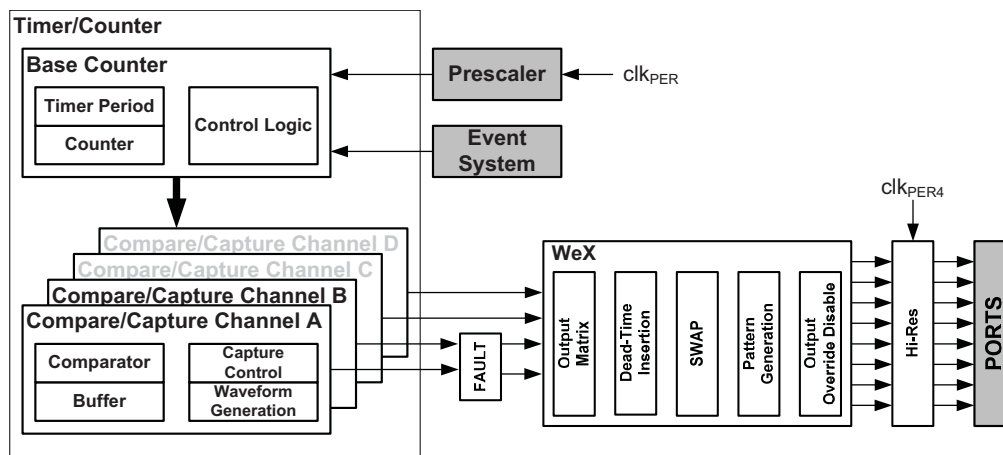 Timer/Counter
Base Counter
Timer Period
Counter
Control Logic
Prescaler
clkPER
Event
System
Compare/Capture Channel D
Compare/Capture Channel C
Compare/Capture Channel B
Compare/Capture Channel A
Comparator
Buffer
Capture
Control
Waveform
Generation
FAULT
WeX
Output
Matrix
Dead-Time
Insertion
SWAP
Pattern
Generation
Output
Override Disable
clkPER4
Hi-Res
PORTS